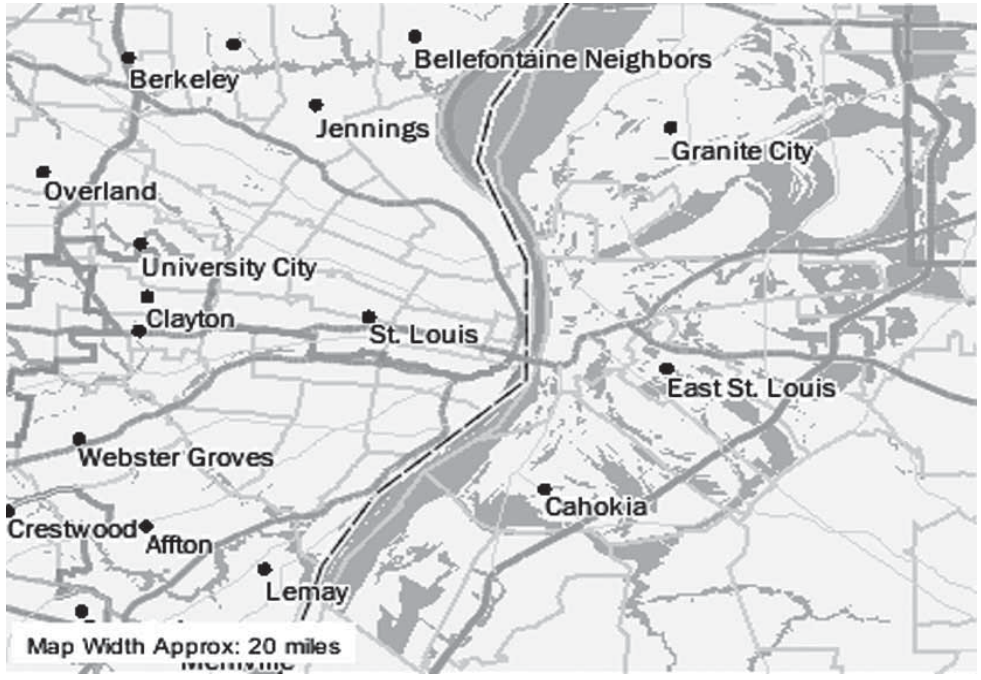 Bellefontaine Neighbors
Berkeley
Jennings
Granite City
Overland
University City
Clayton
St. Louis
East St. Louis
Webster Groves
Cahokia
Crestwood
Affton
Lemay
Map Width Approx: 20 miles